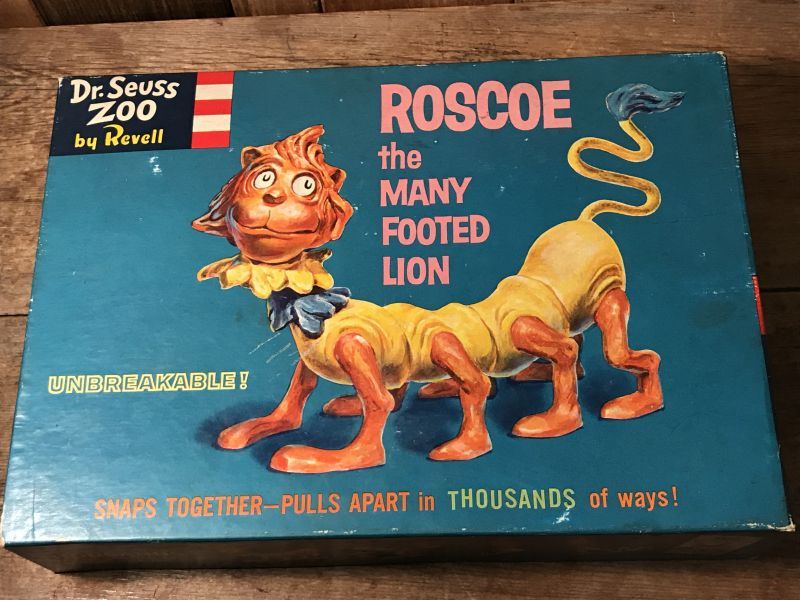 Dr. Seuss
ZOO
by Revell
ROSCOE
the
MANY
FOOTED
LION
UNBREAKABLE!
SNAPS TOGETHER—PULLS APART in THOUSANDS of ways!